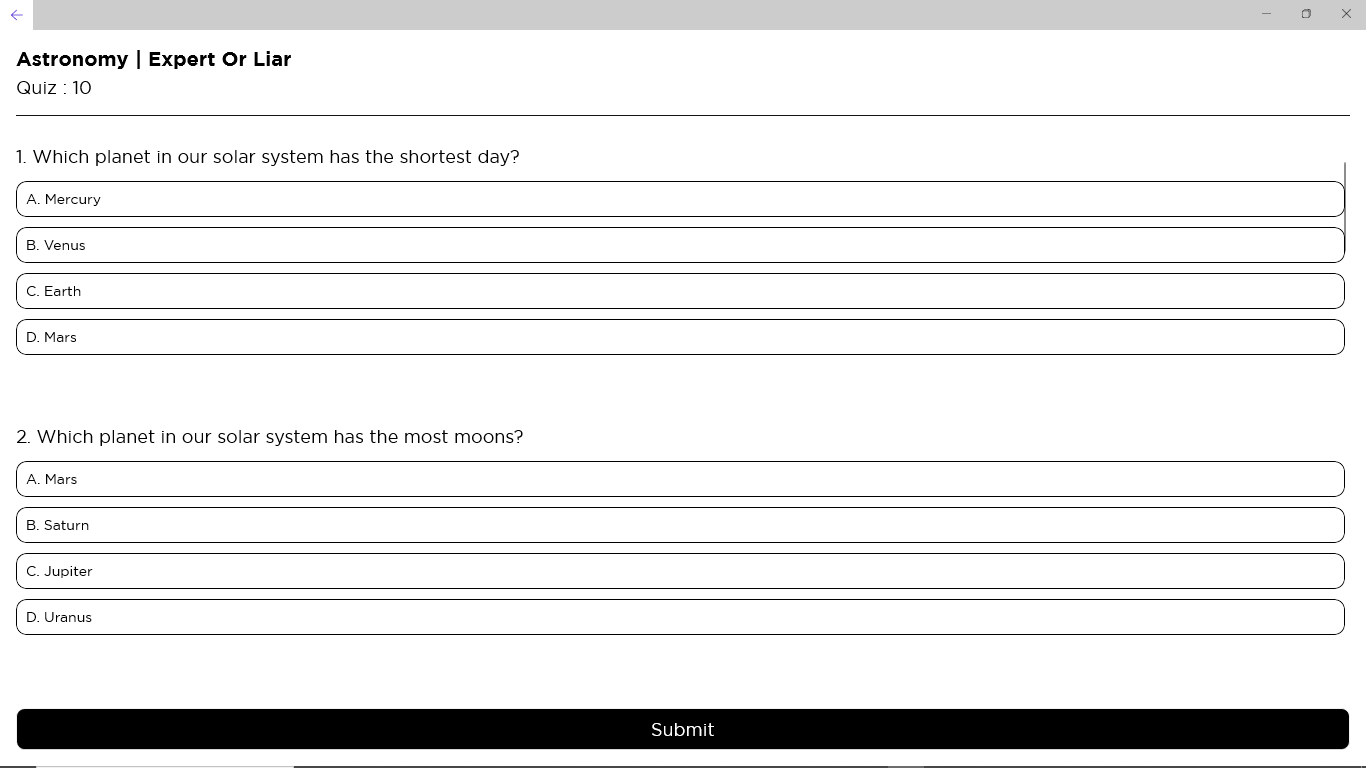 Astronomy | Expert Or Liar
Quiz : 10
1. Which planet in our solar system has the shortest day?
A. Mercury
B. Venus
C. Earth
D. Mars
2. Which planet in our solar system has the most moons?
A. Mars
B. Saturn
C. Jupiter
D. Uranus
Submit